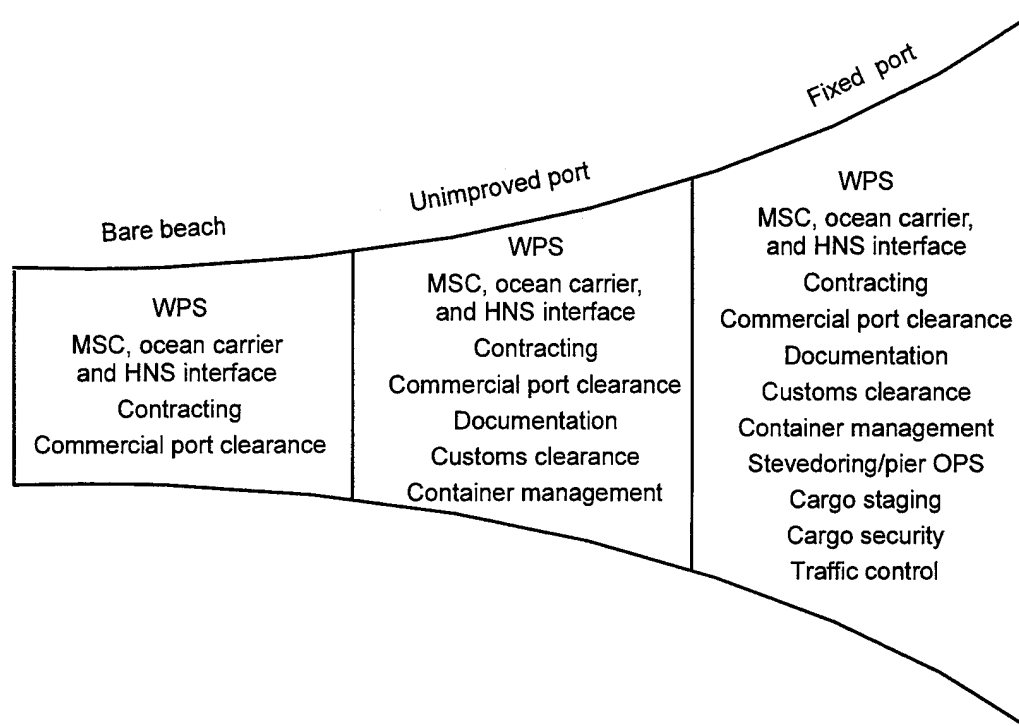 Bare beach
WPS
MSC, ocean carrier
and HNS interface
Contracting
Commercial port clearance
Unimproved port
WPS
MSC, ocean carrier,
and HNS interface
Contracting
Commercial port clearance
Documentation
Customs clearance
Container management
Fixed port
WPS
MSC, ocean carrier,
and HNS interface
Contracting
Commercial port clearance
Documentation
Customs clearance
Container management
Stevedoring/pier OPS
Cargo staging
Cargo security
Traffic control